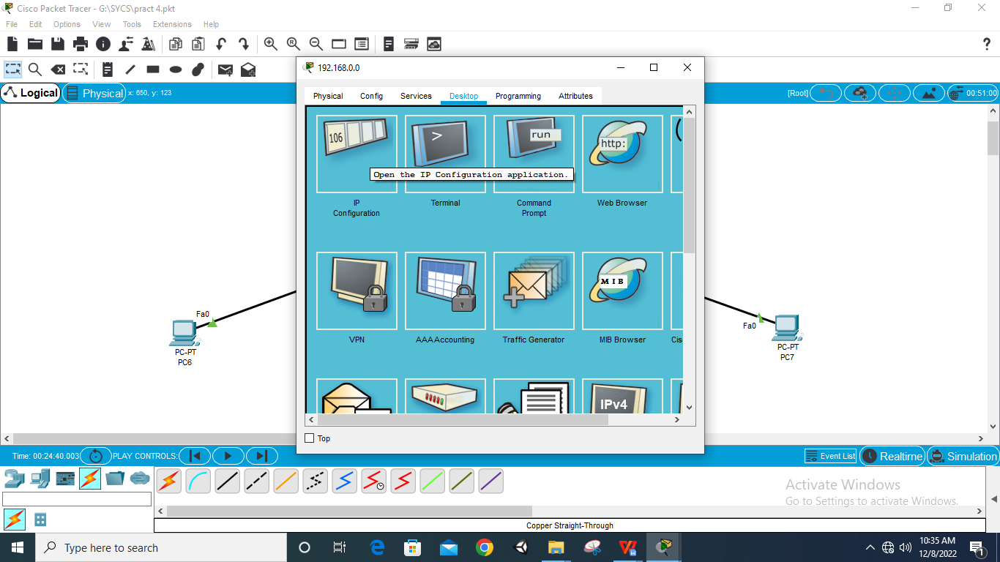 Cisco Packet Tracer - G:\SYCS\pract 4.pkt
File Edit Options View Tools Extensions Help
?
192.168.0.0
Logical
Physical
x: 650, y: 123
[Root]
00:51:00
Physical Config Services Desktop Programming Attributes
106
>
run
http:
Open the IP Configuration application.
IP
Configuration
Terminal
Command
Prompt
Web Browser
MIB
VPN
AAA Accounting
Traffic Generator
MIB Browser
Cis
IPv4
Top
Fa0
PC-PT
PC6
Fa0
PC-PT
PC7
Time: 00:24:40.003
PLAY CONTROLS:
Event List
Realtime
Simulation
Activate Windows
Go to Settings to activate Windows.
Copper Straight-Through
Type here to search
10:35 AM
12/8/2022
1